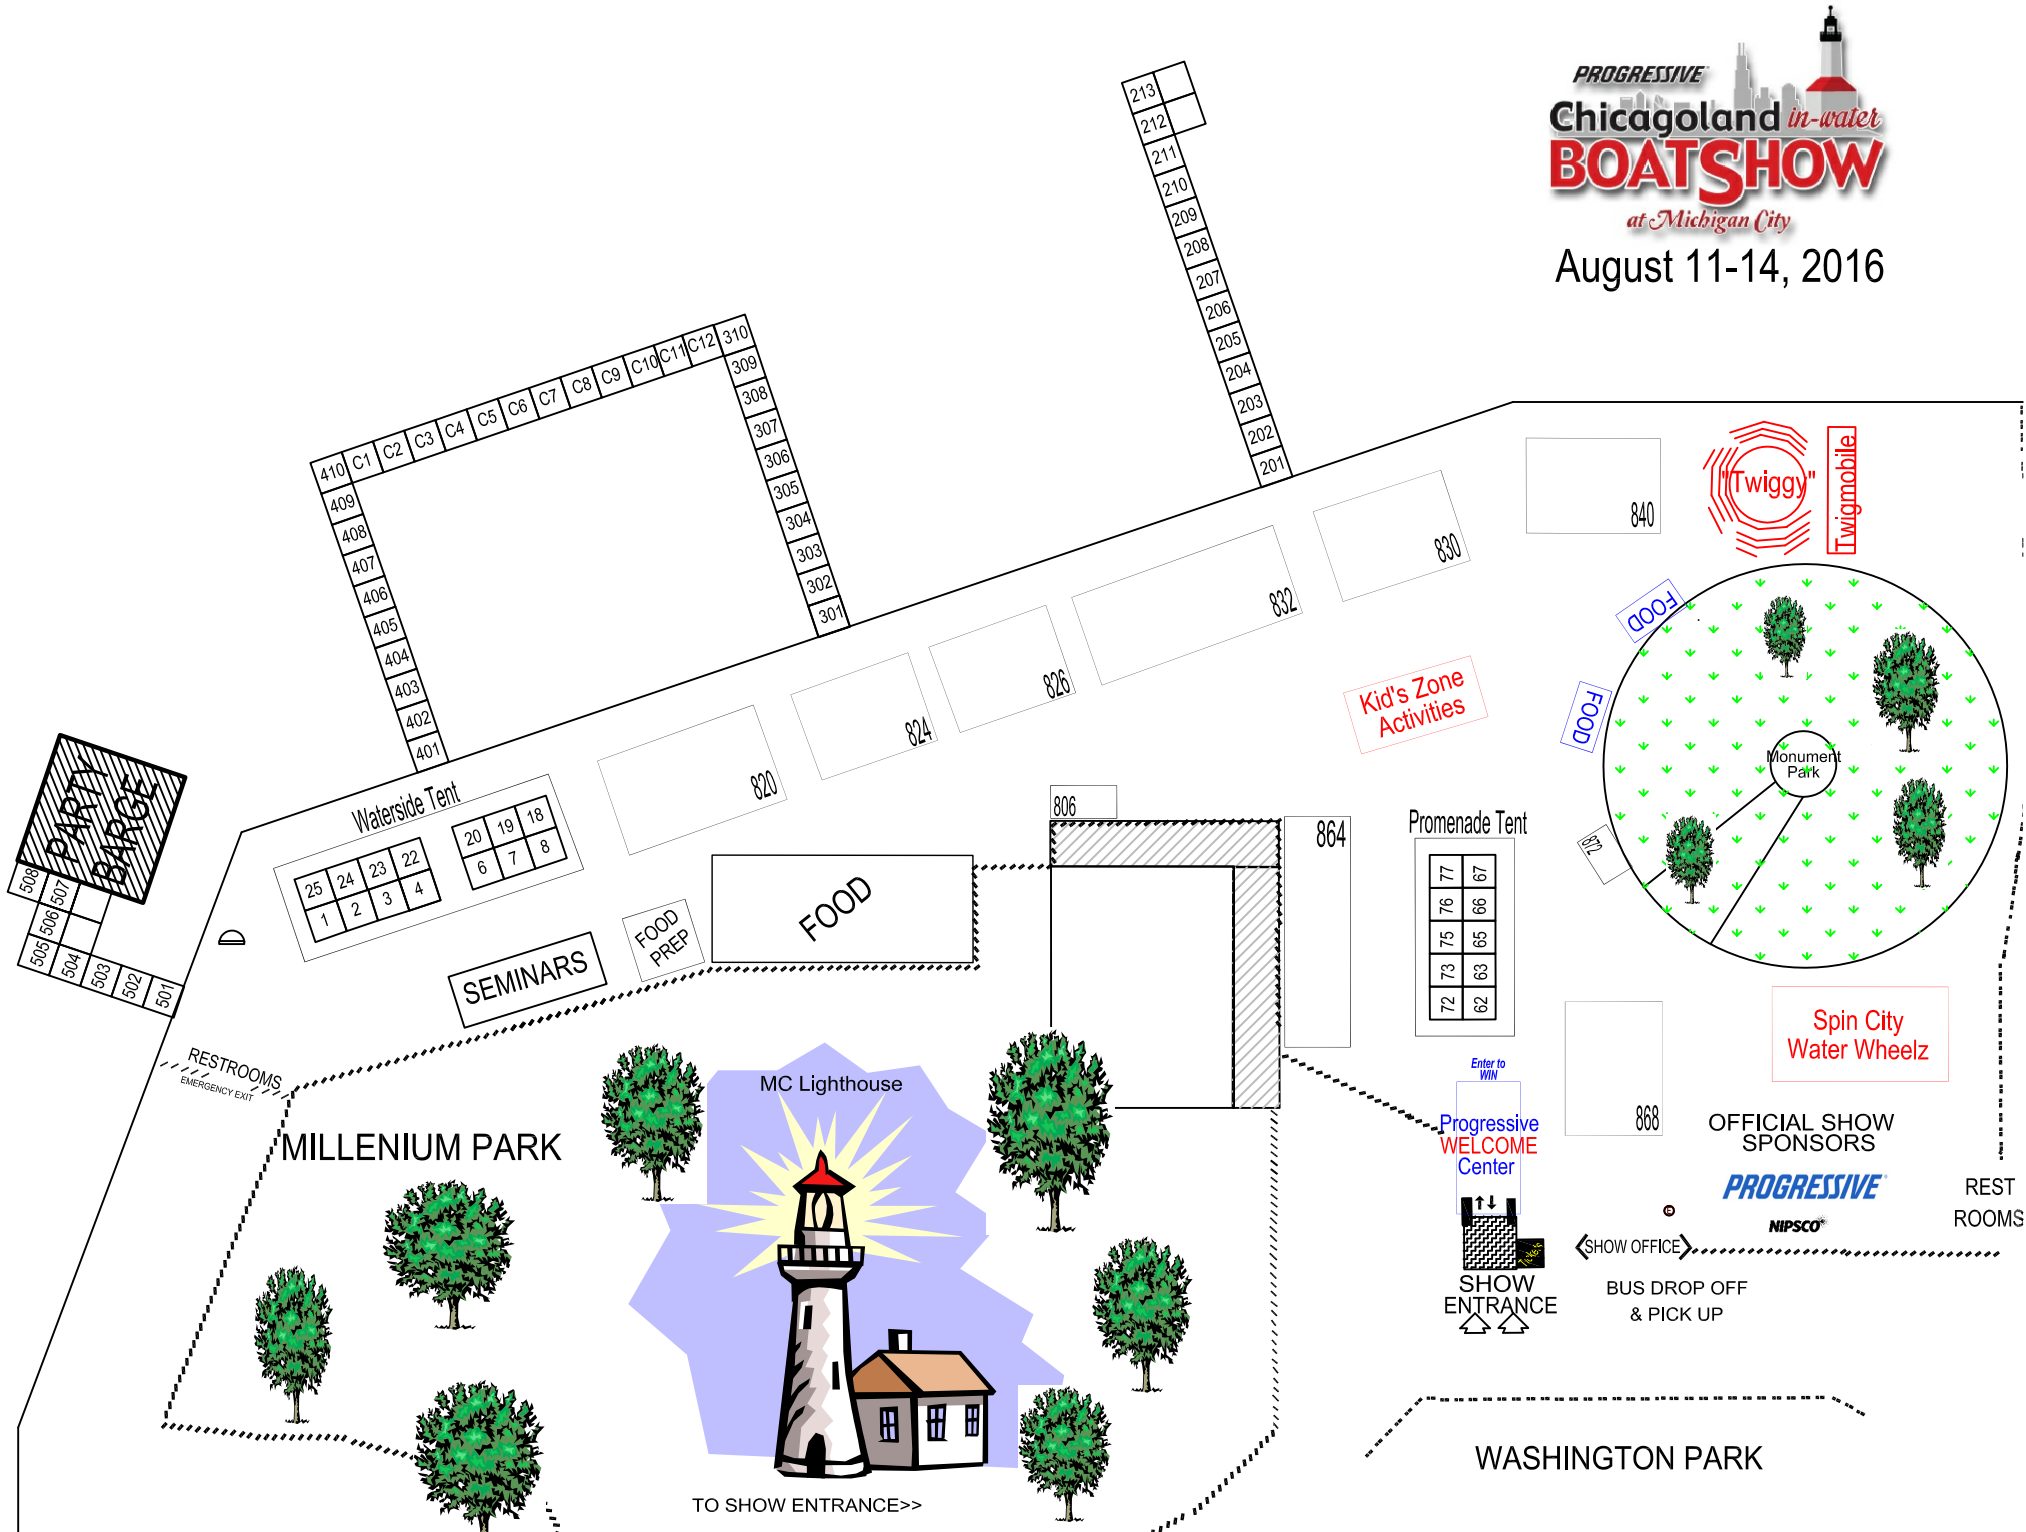 PROGRESSIVE
Chicagoland in-water
BOATSHOW
at Michigan City
August 11-14, 2016
213
212
211
210
209
208
207
206
205
204
203
202
201
410 C1 C2 C3 C4 C5 C6 C7 C8 C9 C10 C11 C12 310
409
408
407
406
405
404
403
402
401
309
308
307
306
305
304
303
302
301
840
830
832
826
824
820
"Twiggy"
Twigmobile
FOOD
FOOD
Kid's Zone
Activities
Monument
Park
872
PARTY
BARGE
508 507
506
505 504 503 502 501
Waterside Tent
25 24 23 22
1 2 3 4
20 19 18
6 7 8
SEMINARS
FOOD
PREP
FOOD
806
864
Promenade Tent
77 67
76 66
75 65
73 63
72 62
RESTROOMS
EMERGENCY EXIT
MILLENIUM PARK
MC Lighthouse
TO SHOW ENTRANCE>>
Enter to
WIN
Progressive
WELCOME
Center
868
Spin City
Water Wheelz
OFFICIAL SHOW
SPONSORS
PROGRESSIVE
NIPSCO
REST
ROOMS
E
SHOW OFFICE
SHOW
ENTRANCE
BUS DROP OFF
& PICK UP
WASHINGTON PARK